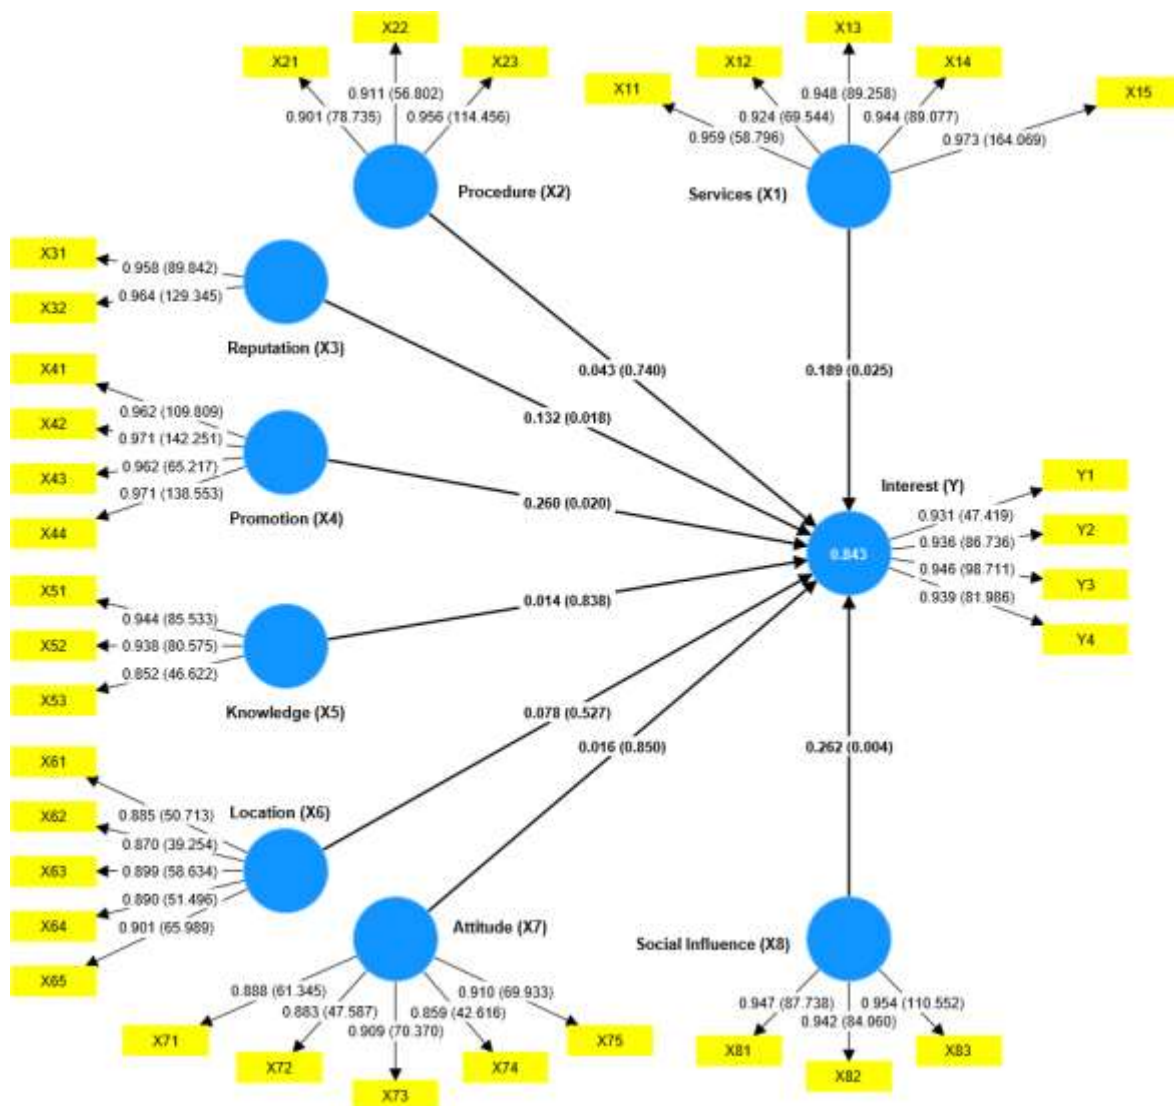 X22
X13
X21
X23
X12
X14
X11
X15
0.911 (56.802)
0.948 (89.258)
0.901 (78.735)
0.956 (114.456)
0.924 (69.544)
0.944 (89.077)
0.959 (58.796)
0.973 (164.069)
Procedure (X2)
Services (X1)
X31
0.958 (89.842)
0.964 (129.345)
X32
Reputation (X3)
X41
0.043 (0.740)
0.189 (0.025)
0.962 (109.809)
0.132 (0.018)
X42
0.971 (142.251)
X43
0.962 (65.217)
0.971 (138.553)
X44
Promotion (X4)
0.260 (0.020)
Interest (Y)
Y1
0.931 (47.419)
Y2
0.936 (86.736)
0.843
0.946 (98.711)
Y3
0.939 (81.986)
Y4
X51
0.944 (85.533)
0.014 (0.838)
X52
0.938 (80.575)
0.852 (46.622)
X53
Knowledge (X5)
0.078 (0.527)
0.016 (0.850)
0.262 (0.004)
X61
0.885 (50.713)
Location (X6)
X62
0.870 (39.254)
X63
0.899 (58.634)
0.890 (51.496)
X64
0.901 (65.989)
X65
Attitude (X7)
Social Influence (X8)
0.888 (61.345)
0.910 (69.933)
0.883 (47.587)
0.859 (42.616)
0.909 (70.370)
0.947 (87.738)
0.954 (110.552)
0.942 (84.060)
X71
X75
X72
X74
X73
X81
X83
X82